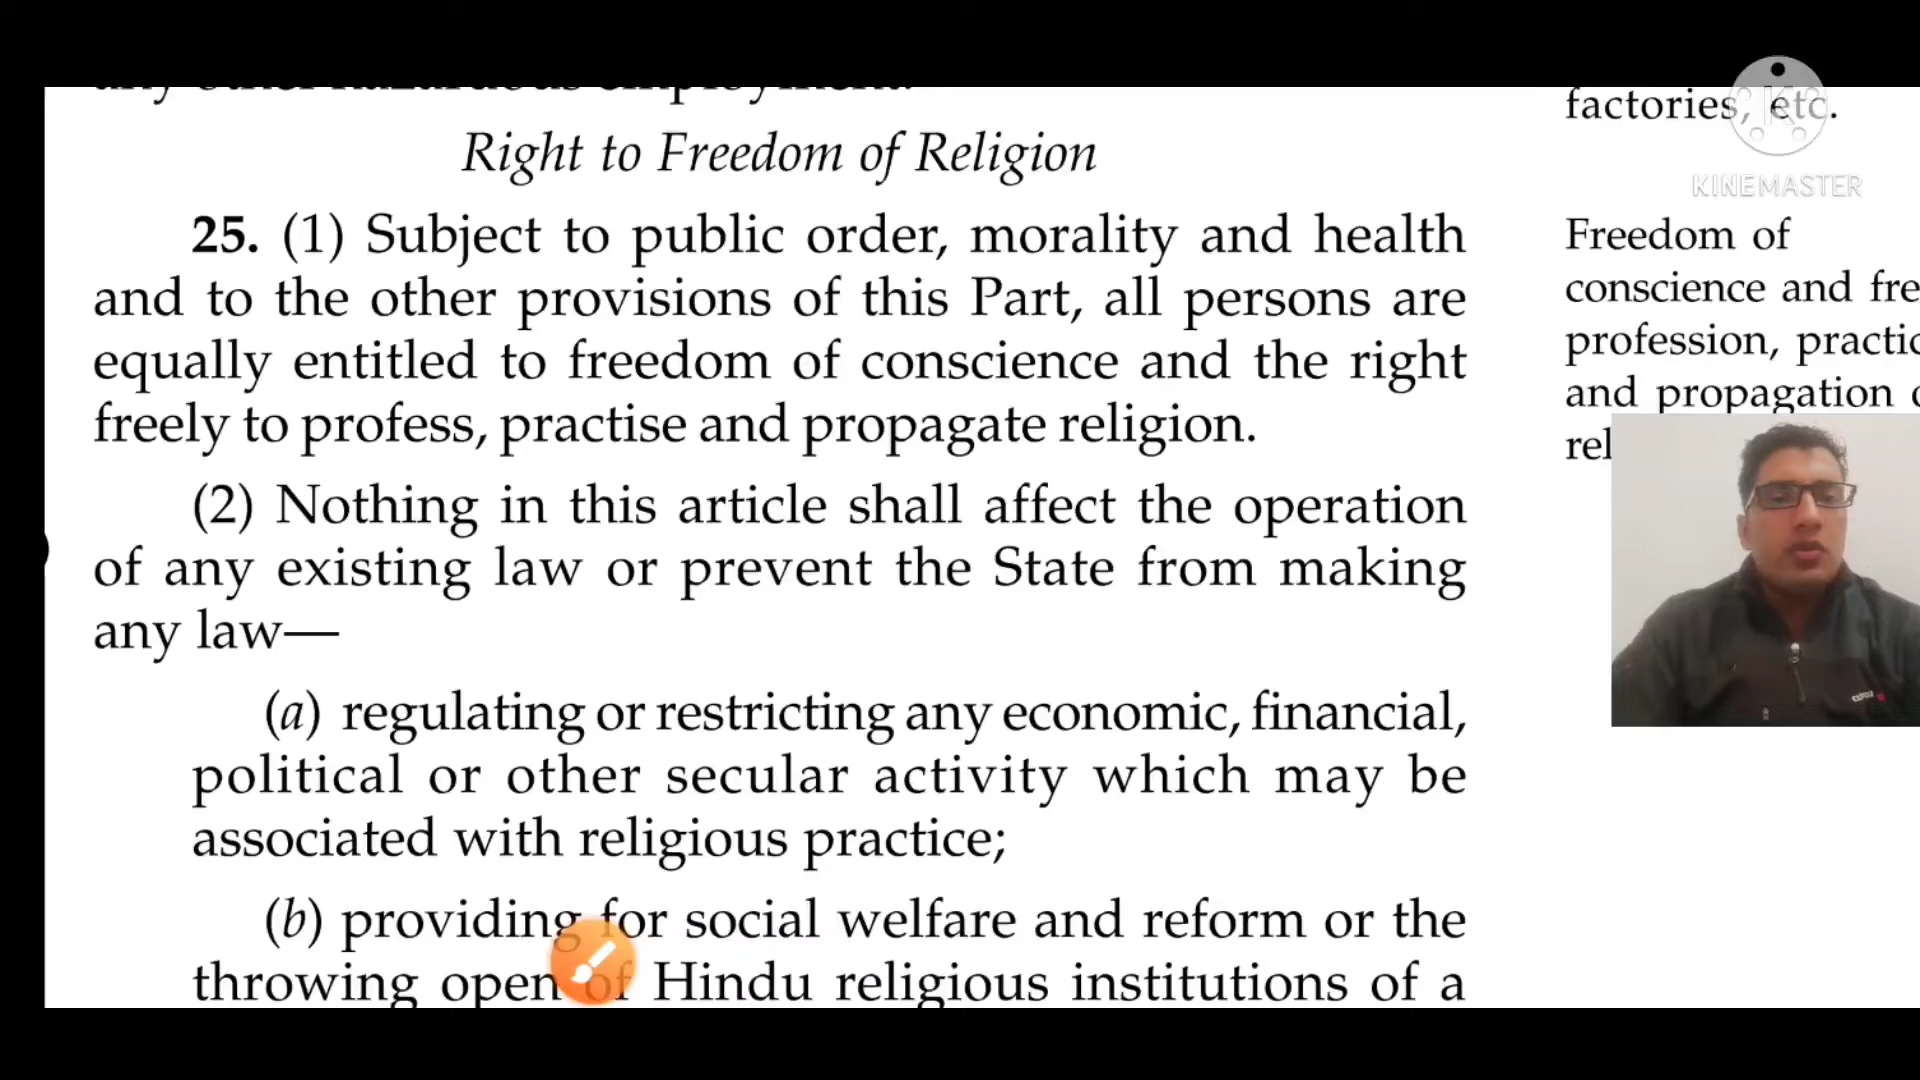 any other hazardous employment.
factories, etc.
KINEMASTER
Right to Freedom of Religion
25. (1) Subject to public order, morality and health
and to the other provisions of this Part, all persons are
equally entitled to freedom of conscience and the right
freely to profess, practise and propagate religion.
Freedom of
conscience and
profession,
and propagation
(2) Nothing in this article shall affect the operation
of any existing law or prevent the State from making
any law—
(a) regulating or restricting any economic, financial,
political or other secular activity which may be
associated with religious practice;
(b) providing for social welfare and reform or the
throwing open of Hindu religious institutions of a